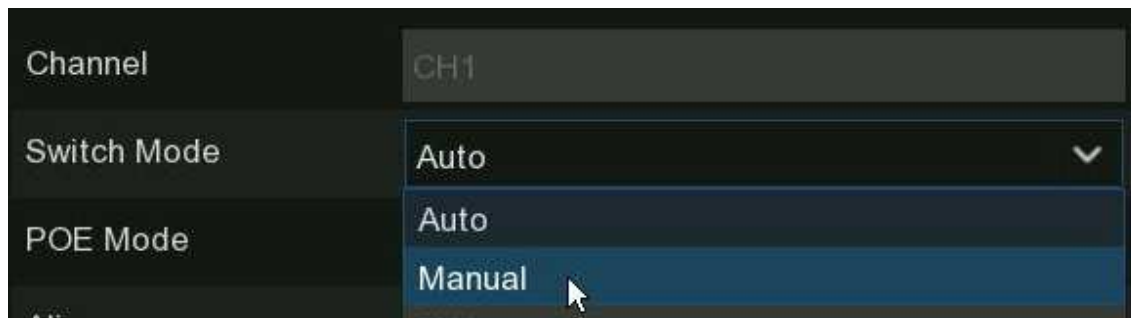 Channel CH1
Switch Mode Auto
Auto
POE Mode
Manual